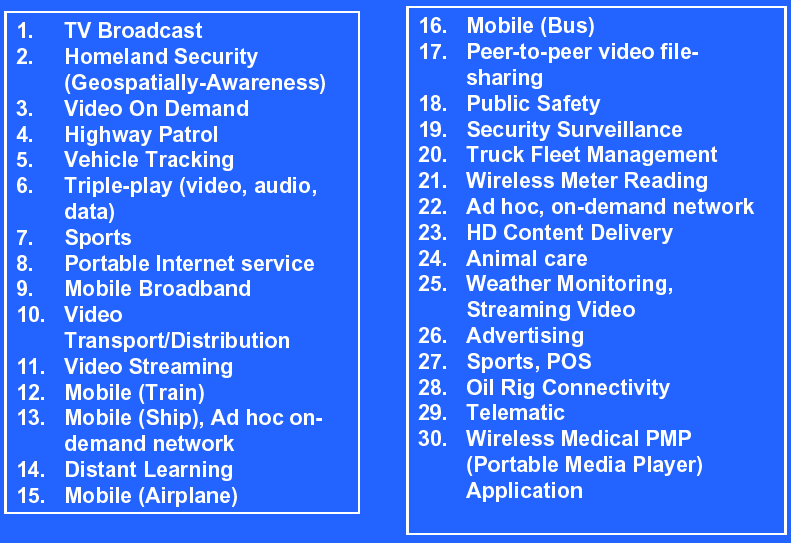 1. TV Broadcast
2. Homeland Security
(Geospatially-Awareness)
3. Video On Demand
4. Highway Patrol
5. Vehicle Tracking
6. Triple-play (video, audio,
data)
7. Sports
8. Portable Internet service
9. Mobile Broadband
10. Video
Transport/Distribution
11. Video Streaming
12. Mobile (Train)
13. Mobile (Ship), Ad hoc on-
demand network
14. Distant Learning
15. Mobile (Airplane)
16. Mobile (Bus)
17. Peer-to-peer video file-
sharing
18. Public Safety
19. Security Surveillance
20. Truck Fleet Management
21. Wireless Meter Reading
22. Ad hoc, on-demand network
23. HD Content Delivery
24. Animal care
25. Weather Monitoring,
Streaming Video
26. Advertising
27. Sports, POS
28. Oil Rig Connectivity
29. Telematic
30. Wireless Medical PMP
(Portable Media Player)
Application